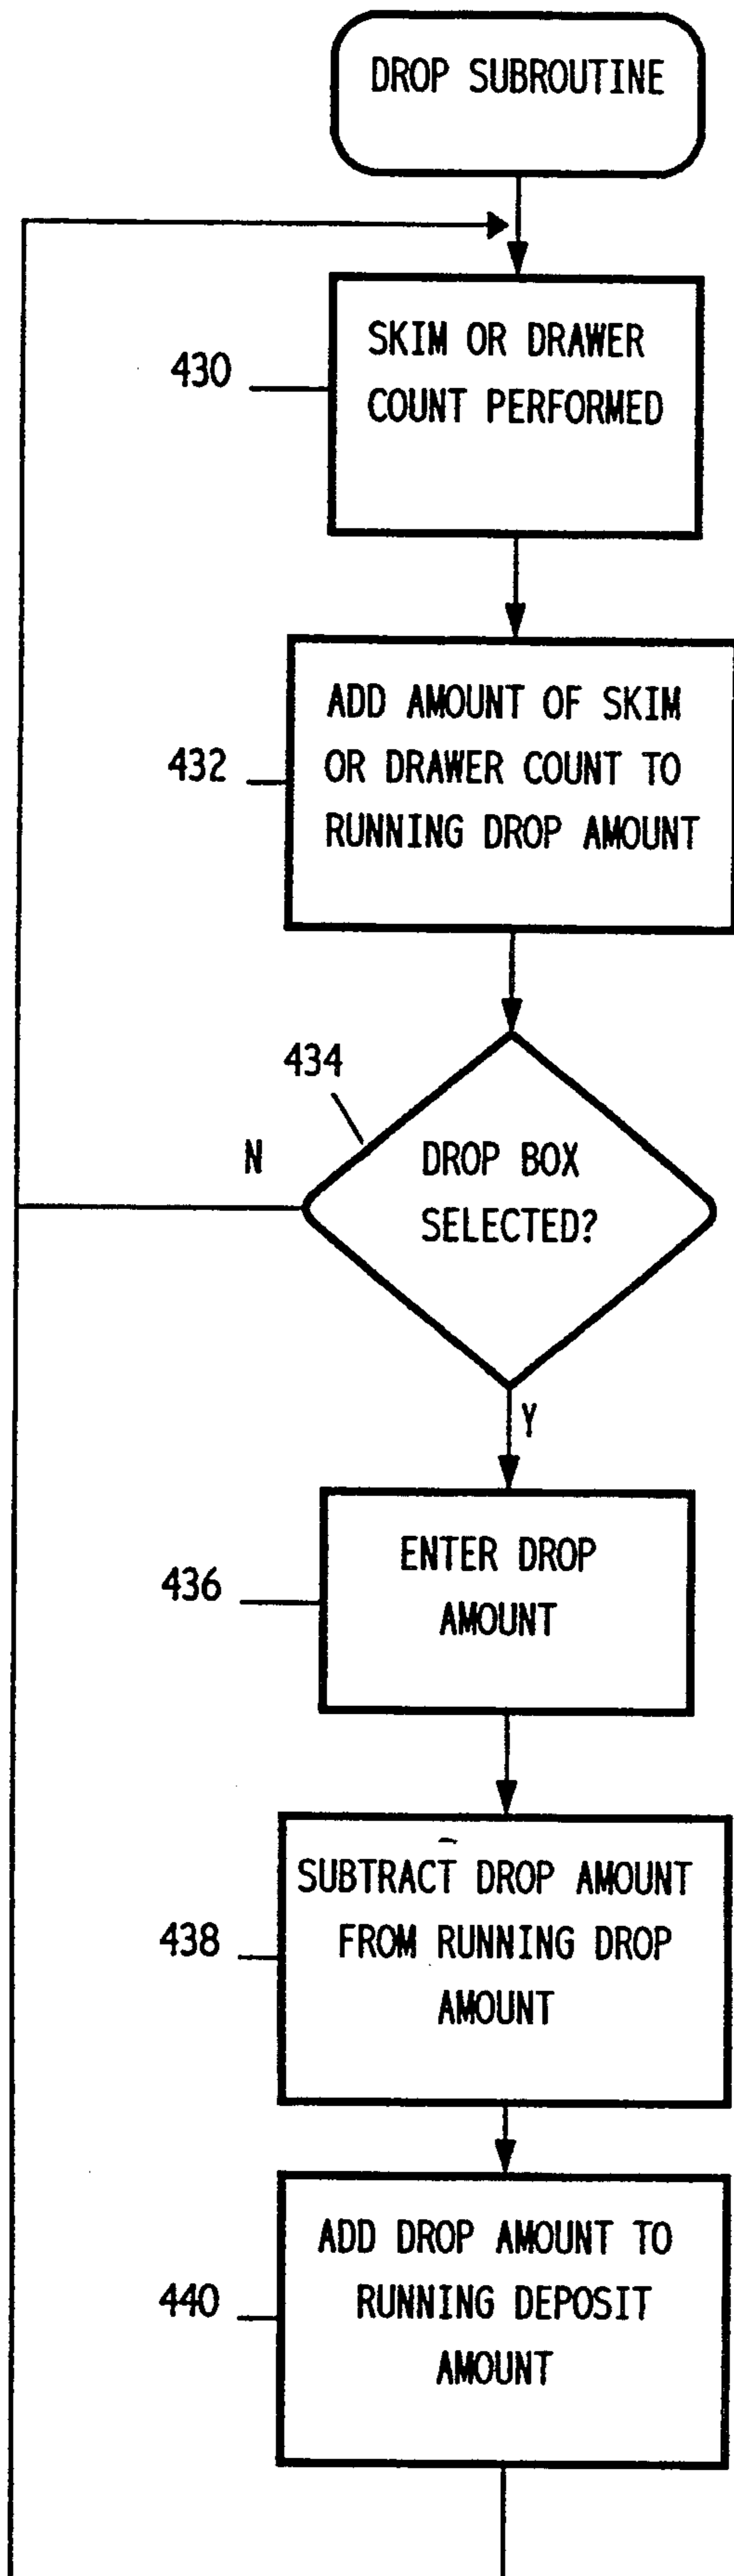 DROP SUBROUTINE
430
SKIM OR DRAWER
COUNT PERFORMED
432
ADD AMOUNT OF SKIM
OR DRAWER COUNT TO
RUNNING DROP AMOUNT
434
N
DROP BOX
SELECTED?
Y
436
ENTER DROP
AMOUNT
438
SUBTRACT DROP AMOUNT
FROM RUNNING DROP
AMOUNT
440
ADD DROP AMOUNT TO
RUNNING DEPOSIT
AMOUNT